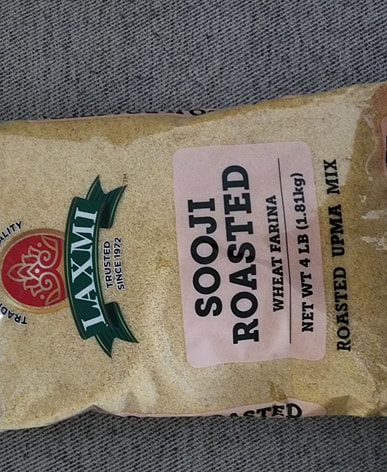 LAXMI
TRUSTED
SINCE 1972
SOOJI
ROASTED
WHEAT FARINA
NET WT 4 LB (1.81kg)
ROASTED UPMA MIX